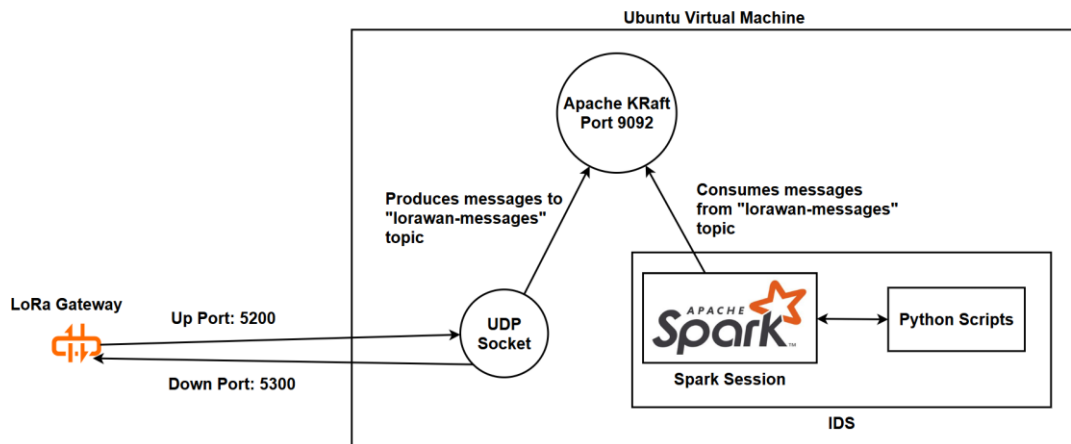 Ubuntu Virtual Machine
Apache KRaft
Port 9092
Produces messages to
"lorawan-messages"
topic
Consumes messages
from "lorawan-messages"
topic
LoRa Gateway
Up Port: 5200
Down Port: 5300
UDP
Socket
APACHE
Spark
TM
Spark Session
Python Scripts
IDS